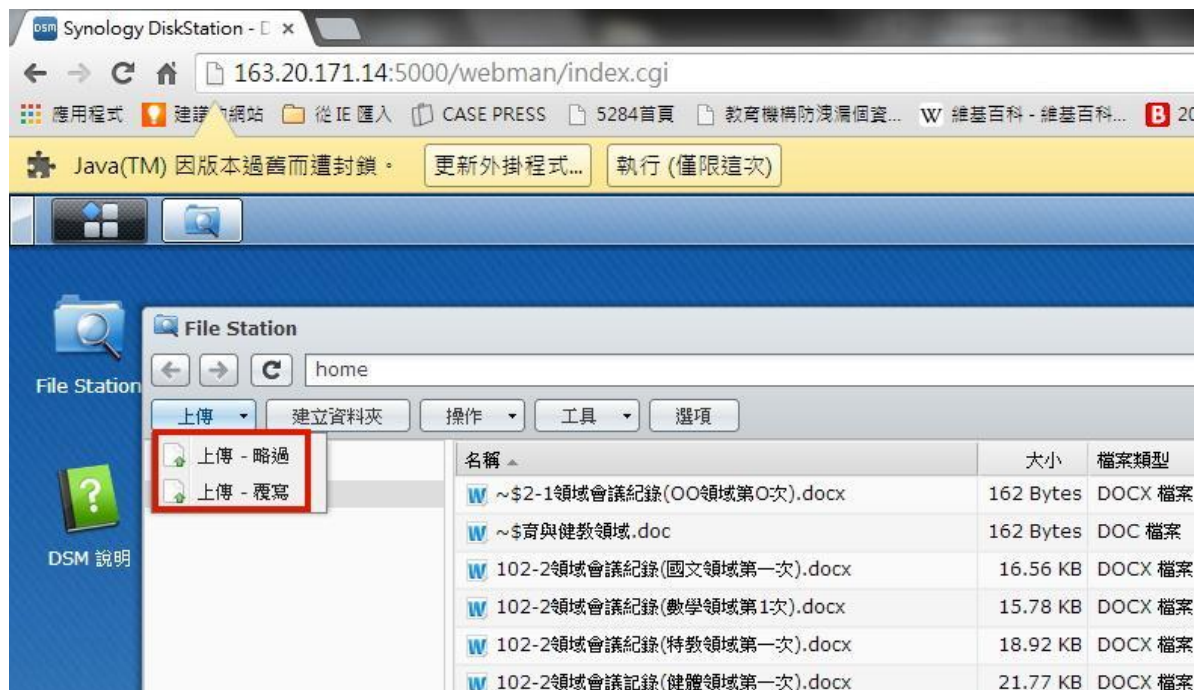 Synology DiskStation - D
163.20.171.14:5000/webman/index.cgi
應用程式 建議的網站 從 IE 匯入 CASE PRESS 5284首頁 教育機構防洩漏個資... W 維基百科 - 維基百科... B 20
Java(TM) 因版本過舊而遭封鎖。 更新外掛程式... 執行 (僅限這次)
File Station
home
File Station
上傳 建立資料夾 操作 工具 選項
上傳 - 略過
上傳 - 覆寫
DSM 說明
名稱 大小 檔案類型
~$2-1領域會議紀錄(OO領域第O次).docx 162 Bytes DOCX 檔案
~$育與健教領域.doc 162 Bytes DOC 檔案
102-2領域會議紀錄(國文領域第一次).docx 16.56 KB DOCX 檔案
102-2領域會議紀錄(數學領域第1次).docx 15.78 KB DOCX 檔案
102-2領域會議紀錄(特教領域第一次).docx 18.92 KB DOCX 檔案
102-2領域會議記錄(健體領域第一次).docx 21.77 KB DOCX 檔案